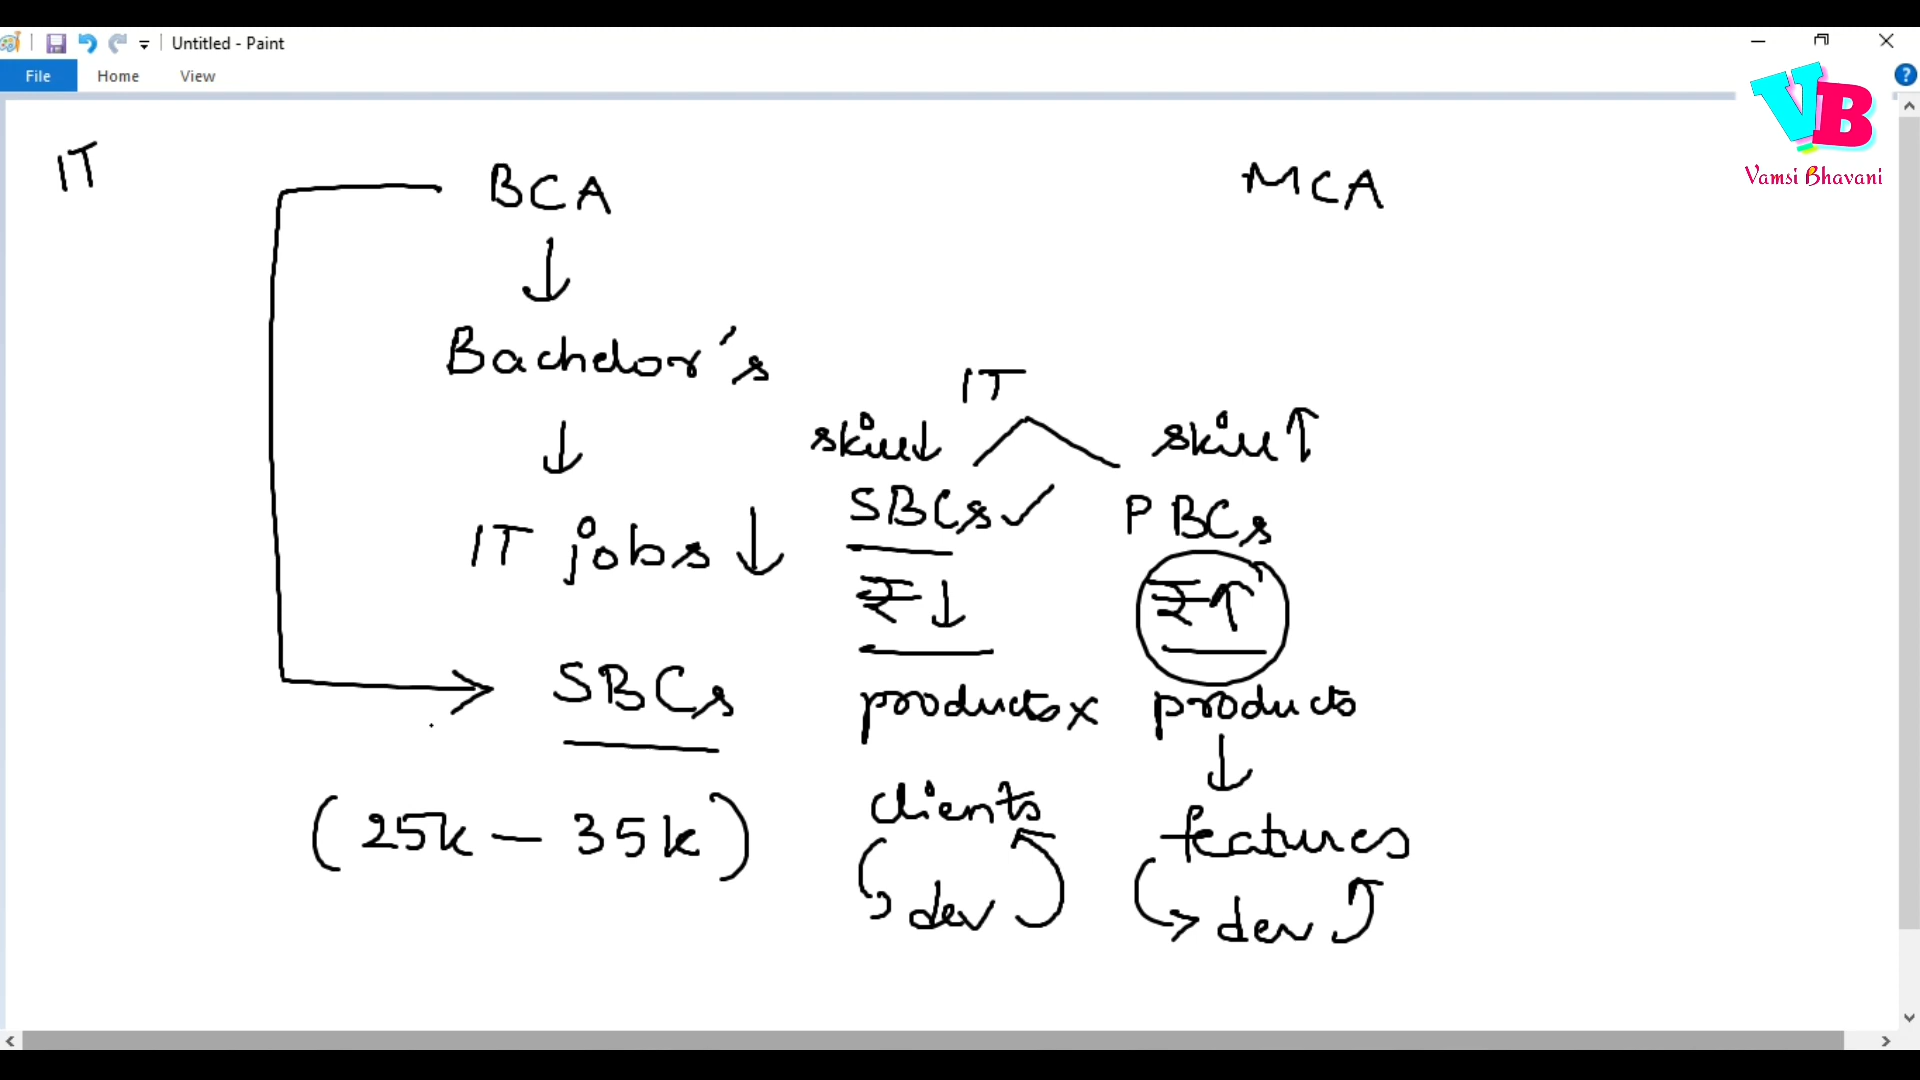 Untitled - Paint
File Home View
VB
Vamsi Bhavani
IT
BCA
MCA
↓
Bachelor's
↓
IT jobs ↓
SBCs
(25k – 35k)
IT
skill↓
skill↑
SBCs ✓
PBCs
₹↓
₹↑
products x
products
↓
clients
features
dev
dev